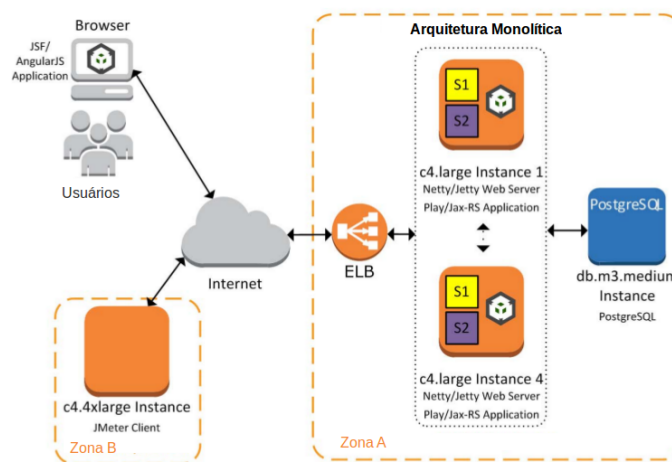 Browser
JSF/
AngularJS
Application
Usuários
Internet
c4.4xlarge Instance
JMeter Client
Zona B
Arquitetura Monolítica
ELB
S1
S2
c4.large Instance 1
Netty/Jetty Web Server
Play/Jax-RS Application
S1
S2
c4.large Instance 4
Netty/Jetty Web Server
Play/Jax-RS Application
PostgreSQL
db.m3.medium
Instance
PostgreSQL
Zona A